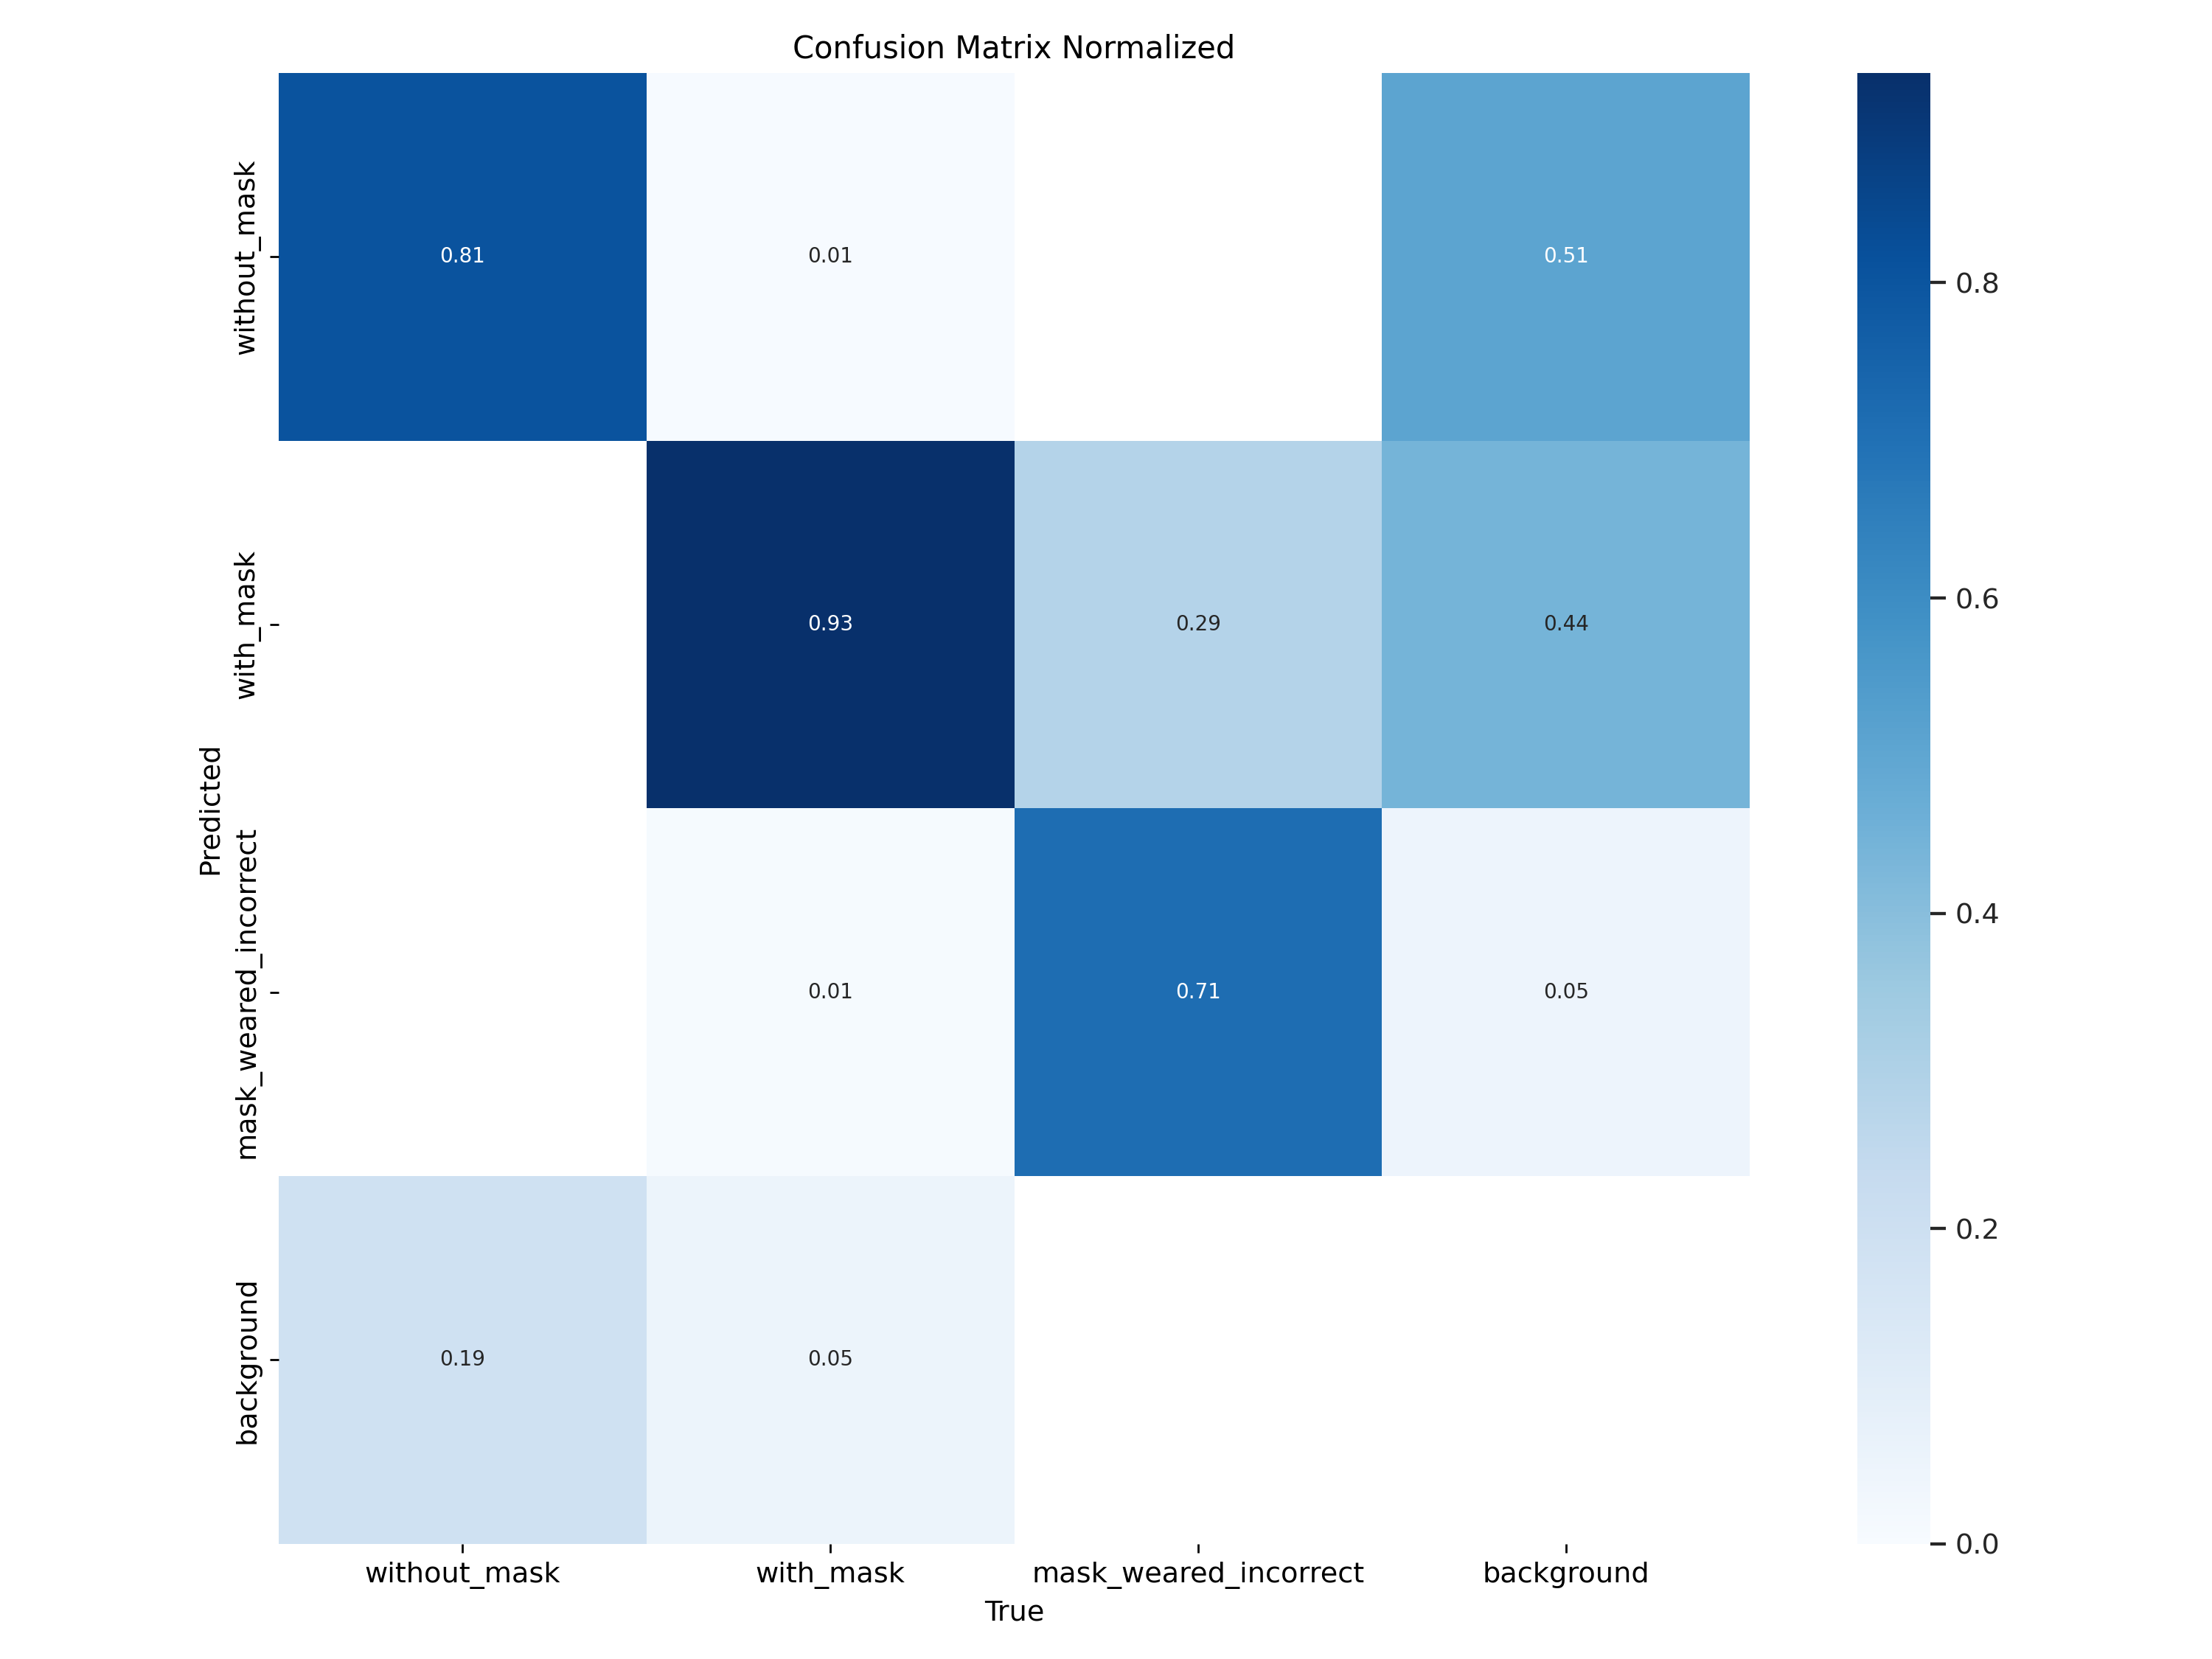 Confusion Matrix Normalized
without_mask
0.81
0.01
0.51
with_mask
0.93
0.29
0.44
mask_weared_incorrect
0.01
0.71
0.05
background
0.19
0.05
Predicted
without_mask
with_mask
mask_weared_incorrect
background
True
0.8
0.6
0.4
0.2
0.0